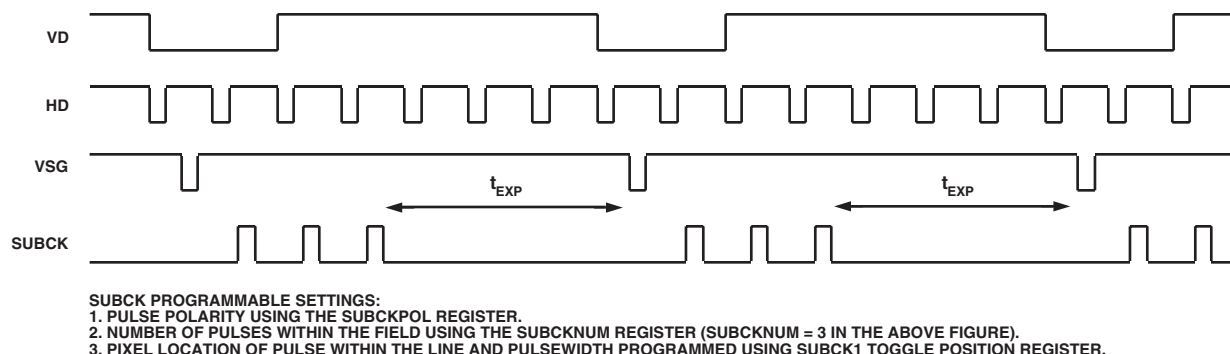 VD
HD
VSG
tEXP tEXP
SUBCK
SUBCK PROGRAMMABLE SETTINGS:
1. PULSE POLARITY USING THE SUBCKPOL REGISTER.
2. NUMBER OF PULSES WITHIN THE FIELD USING THE SUBCKNUM REGISTER (SUBCKNUM = 3 IN THE ABOVE FIGURE).
3. PIXEL LOCATION OF PULSE WITHIN THE LINE AND PULSEWIDTH PROGRAMMED USING SUBCK1 TOGGLE POSITION REGISTER.